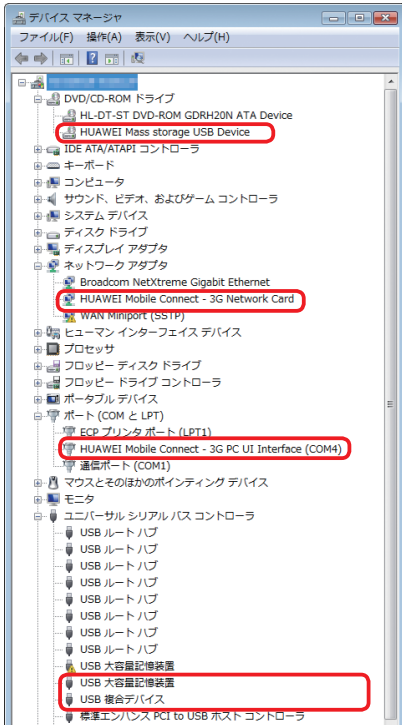 デバイス マネージャ
ファイル(F) 操作(A) 表示(V) ヘルプ(H)
DVD/CD-ROM ドライブ
HL-DT-ST DVD-ROM GDRH20N ATA Device
HUAWEI Mass storage USB Device
IDE ATA/ATAPI コントローラ
キーボード
コンピュータ
サウンド、ビデオ、およびゲーム コントローラ
システム デバイス
ディスク ドライブ
ディスプレイ アダプタ
ネットワーク アダプタ
Broadcom NetXtreme Gigabit Ethernet
HUAWEI Mobile Connect - 3G Network Card
WAN Miniport (SSTP)
ヒューマン インターフェイス デバイス
プロセッサ
フロッピー ディスク ドライブ
フロッピー ドライブ コントローラ
ポータブル デバイス
ポート (COM と LPT)
ECP プリンタ ポート (LPT1)
HUAWEI Mobile Connect - 3G PC UI Interface (COM4)
通信ポート (COM1)
マウスとそのほかのポインティング デバイス
モニタ
ユニバーサル シリアル バス コントローラ
USB ルート ハブ
USB ルート ハブ
USB ルート ハブ
USB ルート ハブ
USB ルート ハブ
USB ルート ハブ
USB ルート ハブ
USB 大容量記憶装置
USB 大容量記憶装置
USB 複合デバイス
標準エンハンス PCI to USB ホスト コントローラ